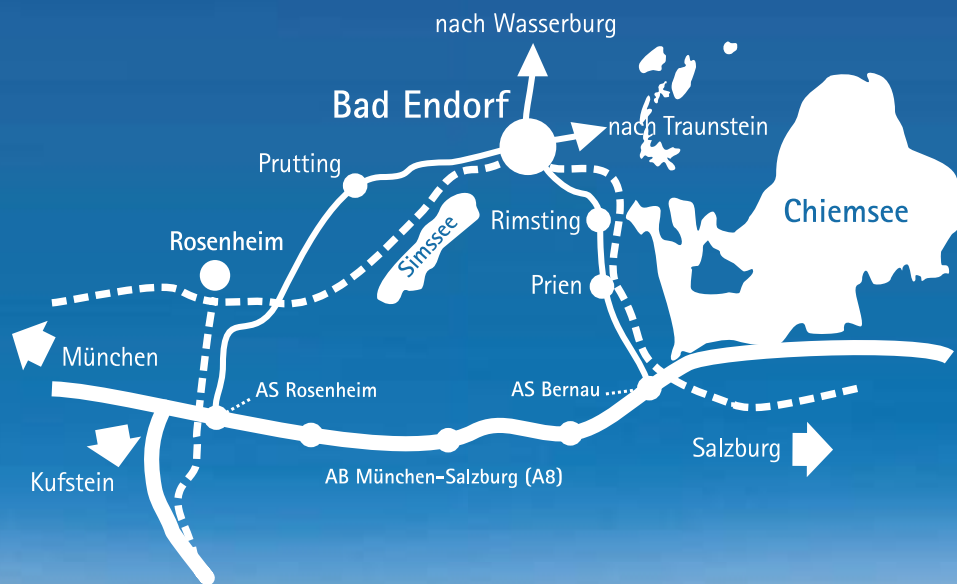 nach Wasserburg
Bad Endorf
nach Traunstein
Prutting
Chiemsee
Rimsting
Rosenheim
Simssee
Prien
München
AS Rosenheim
AS Bernau
Salzburg
AB München-Salzburg (A8)
Kufstein